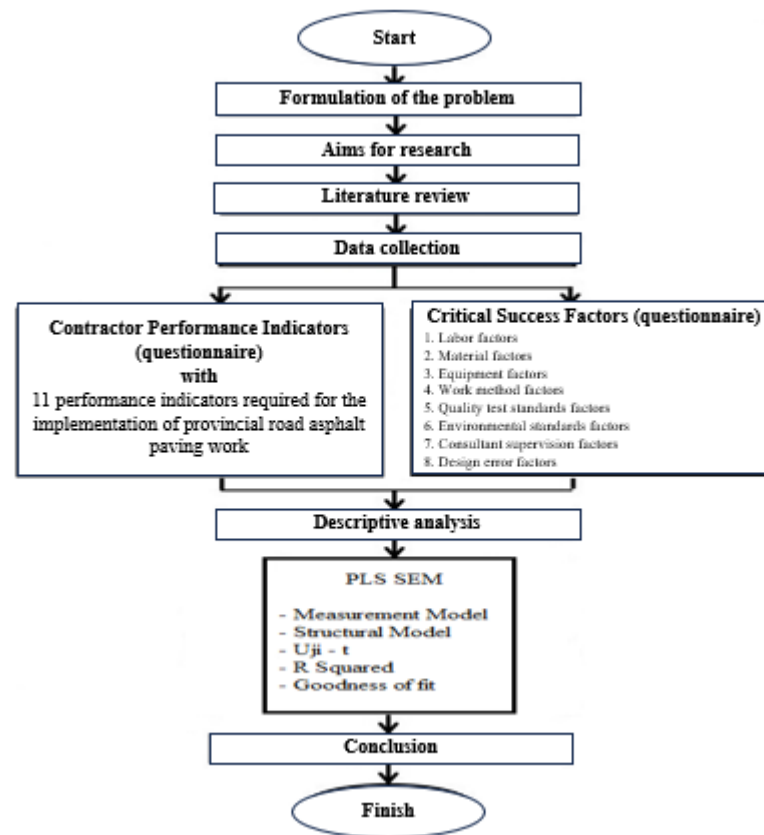 Start
Formulation of the problem
Aims for research
Literature review
Data collection
Contractor Performance Indicators
(questionnaire)
with
11 performance indicators required for the
implementation of provincial road asphalt
paving work
Critical Success Factors (questionnaire)
1. Labor factors
2. Material factors
3. Equipment factors
4. Work method factors
5. Quality test standards factors
6. Environmental standards factors
7. Consultant supervision factors
8. Design error factors
Descriptive analysis
PLS SEM
- Measurement Model
- Structural Model
- Uji - t
- R Squared
- Goodness of fit
Conclusion
Finish